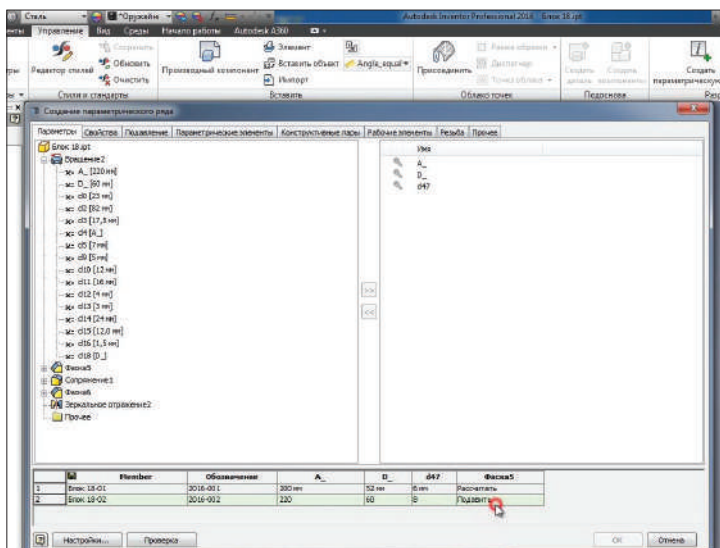 Сталь *Оружейн Autodesk Inventor Professional 2018 Блок 18.ipt
Управление Вид Среды Начало работы Autodesk A360
Редактор стилей Сохранить Обновить Очистить Производный компонент Элемент Вставить объект Импорт Angle_equal Присоединить Создать параметрическую
Стили и стандарты Вставить Облако точек Подоснова
Создание параметрического ряда
Параметры Свойства Подавление Параметрические элементы Конструктивные пары Рабочие элементы Резьба Прочее
Блок 18.ipt
Вращение2
A_ [220 мм]
D_ [60 мм]
d0 [23 мм]
d2 [82 мм]
d3 [17,5 мм]
d4 [A_]
d5 [7 мм]
d9 [5 мм]
d10 [12 мм]
d11 [16 мм]
d12 [4 мм]
d13 [3 мм]
d14 [24 мм]
d15 [12,0 мм]
d16 [1,5 мм]
d18 [D_]
Фаска5
Сопряжение1
Фаска6
Зеркальное отражение2
Прочее
Имя
A_
D_
d47
>>
<<
Member Обозначение A_ D_ d47 Фаска5
1 Блок 18-01 2016-001 200 мм 52 мм 6 мм Рассчитать
2 Блок 18-02 2016-002 220 60 8 Подавить
Настройки... Проверка OK Отмена